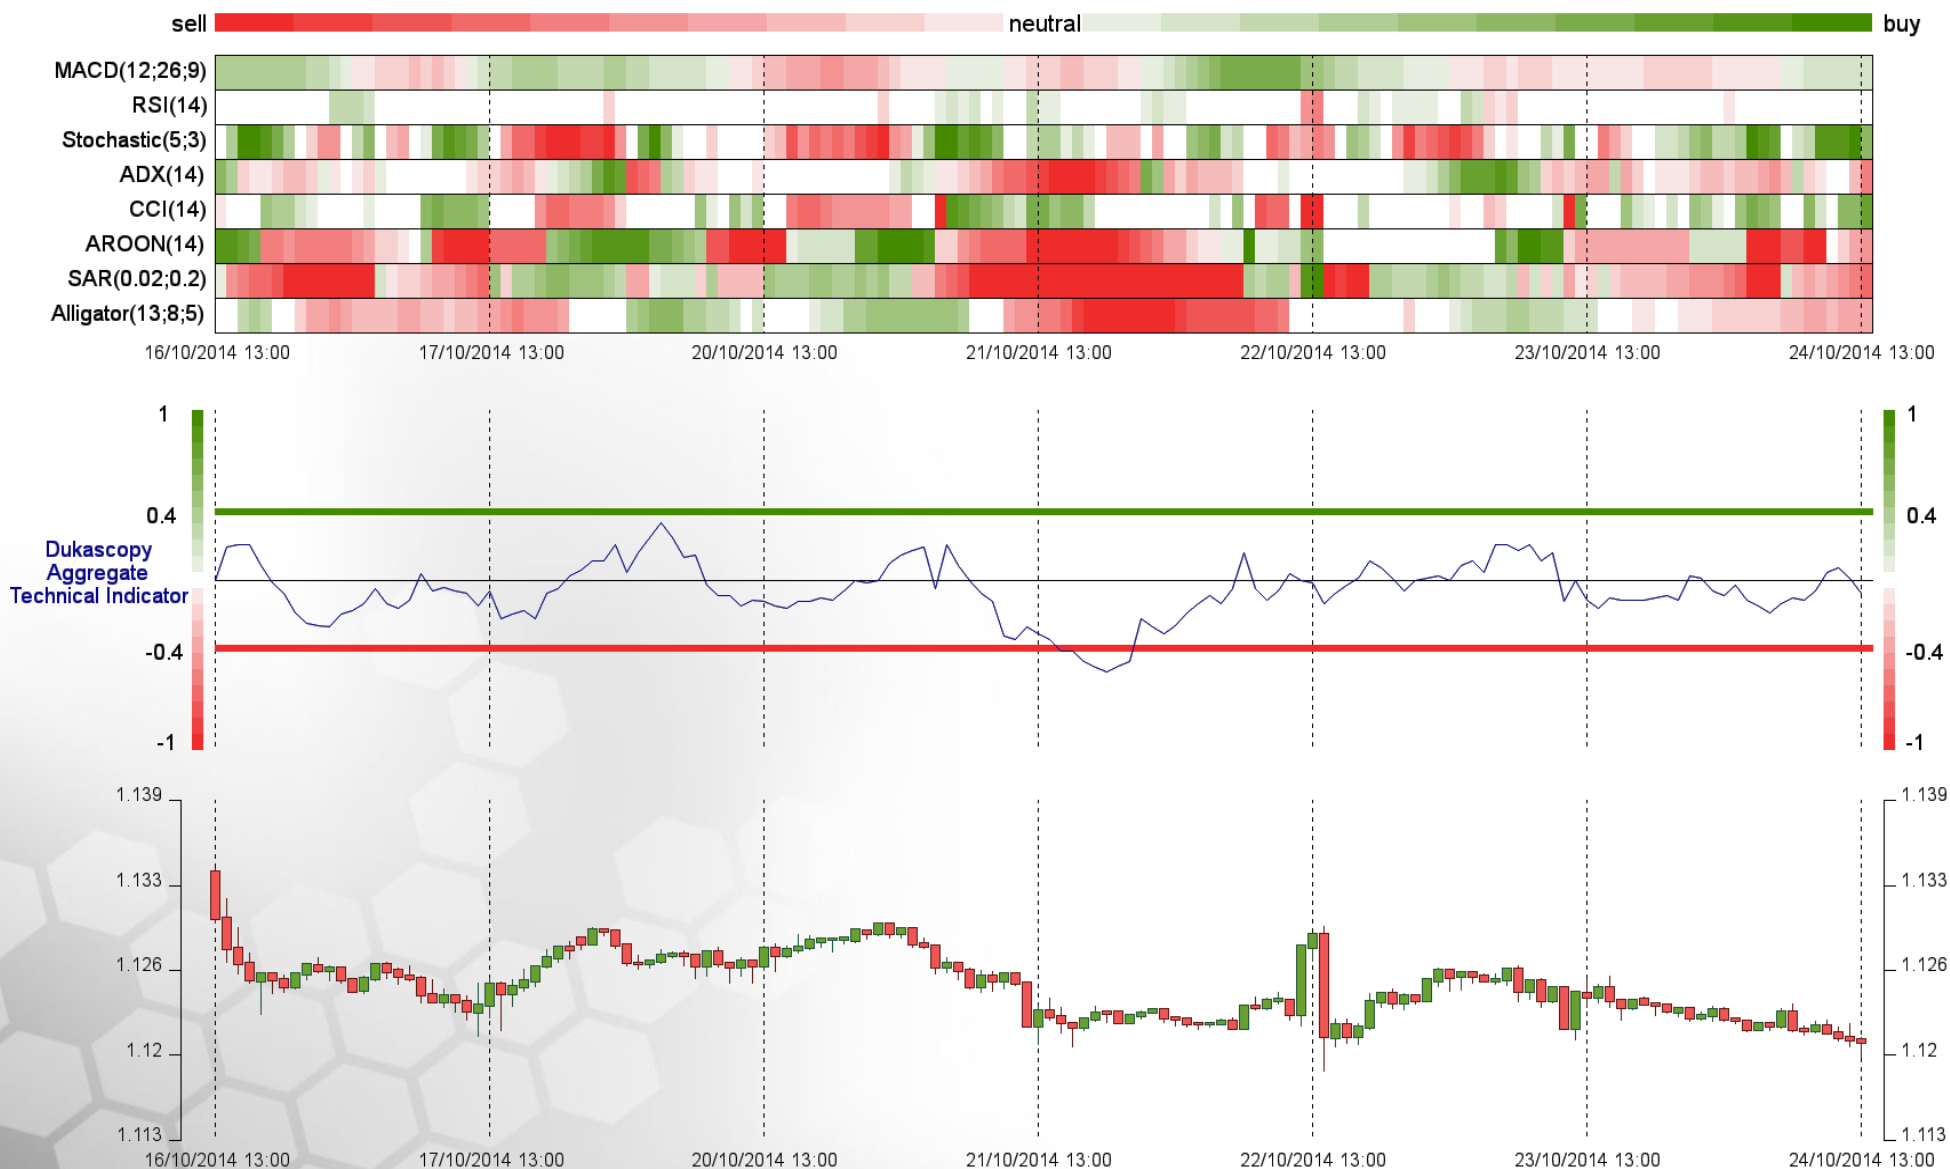 sell neutral buy
MACD(12;26;9)
RSI(14)
Stochastic(5;3)
ADX(14)
CCI(14)
AROON(14)
SAR(0.02;0.2)
Alligator(13;8;5)
16/10/2014 13:00 17/10/2014 13:00 20/10/2014 13:00 21/10/2014 13:00 22/10/2014 13:00 23/10/2014 13:00 24/10/2014 13:00
1 1
0.4 0.4
Dukascopy
Aggregate
Technical Indicator
-0.4 -0.4
-1 -1
1.139 1.139
1.133 1.133
1.126 1.126
1.12 1.12
1.113 1.113
16/10/2014 13:00 17/10/2014 13:00 20/10/2014 13:00 21/10/2014 13:00 22/10/2014 13:00 23/10/2014 13:00 24/10/2014 13:00